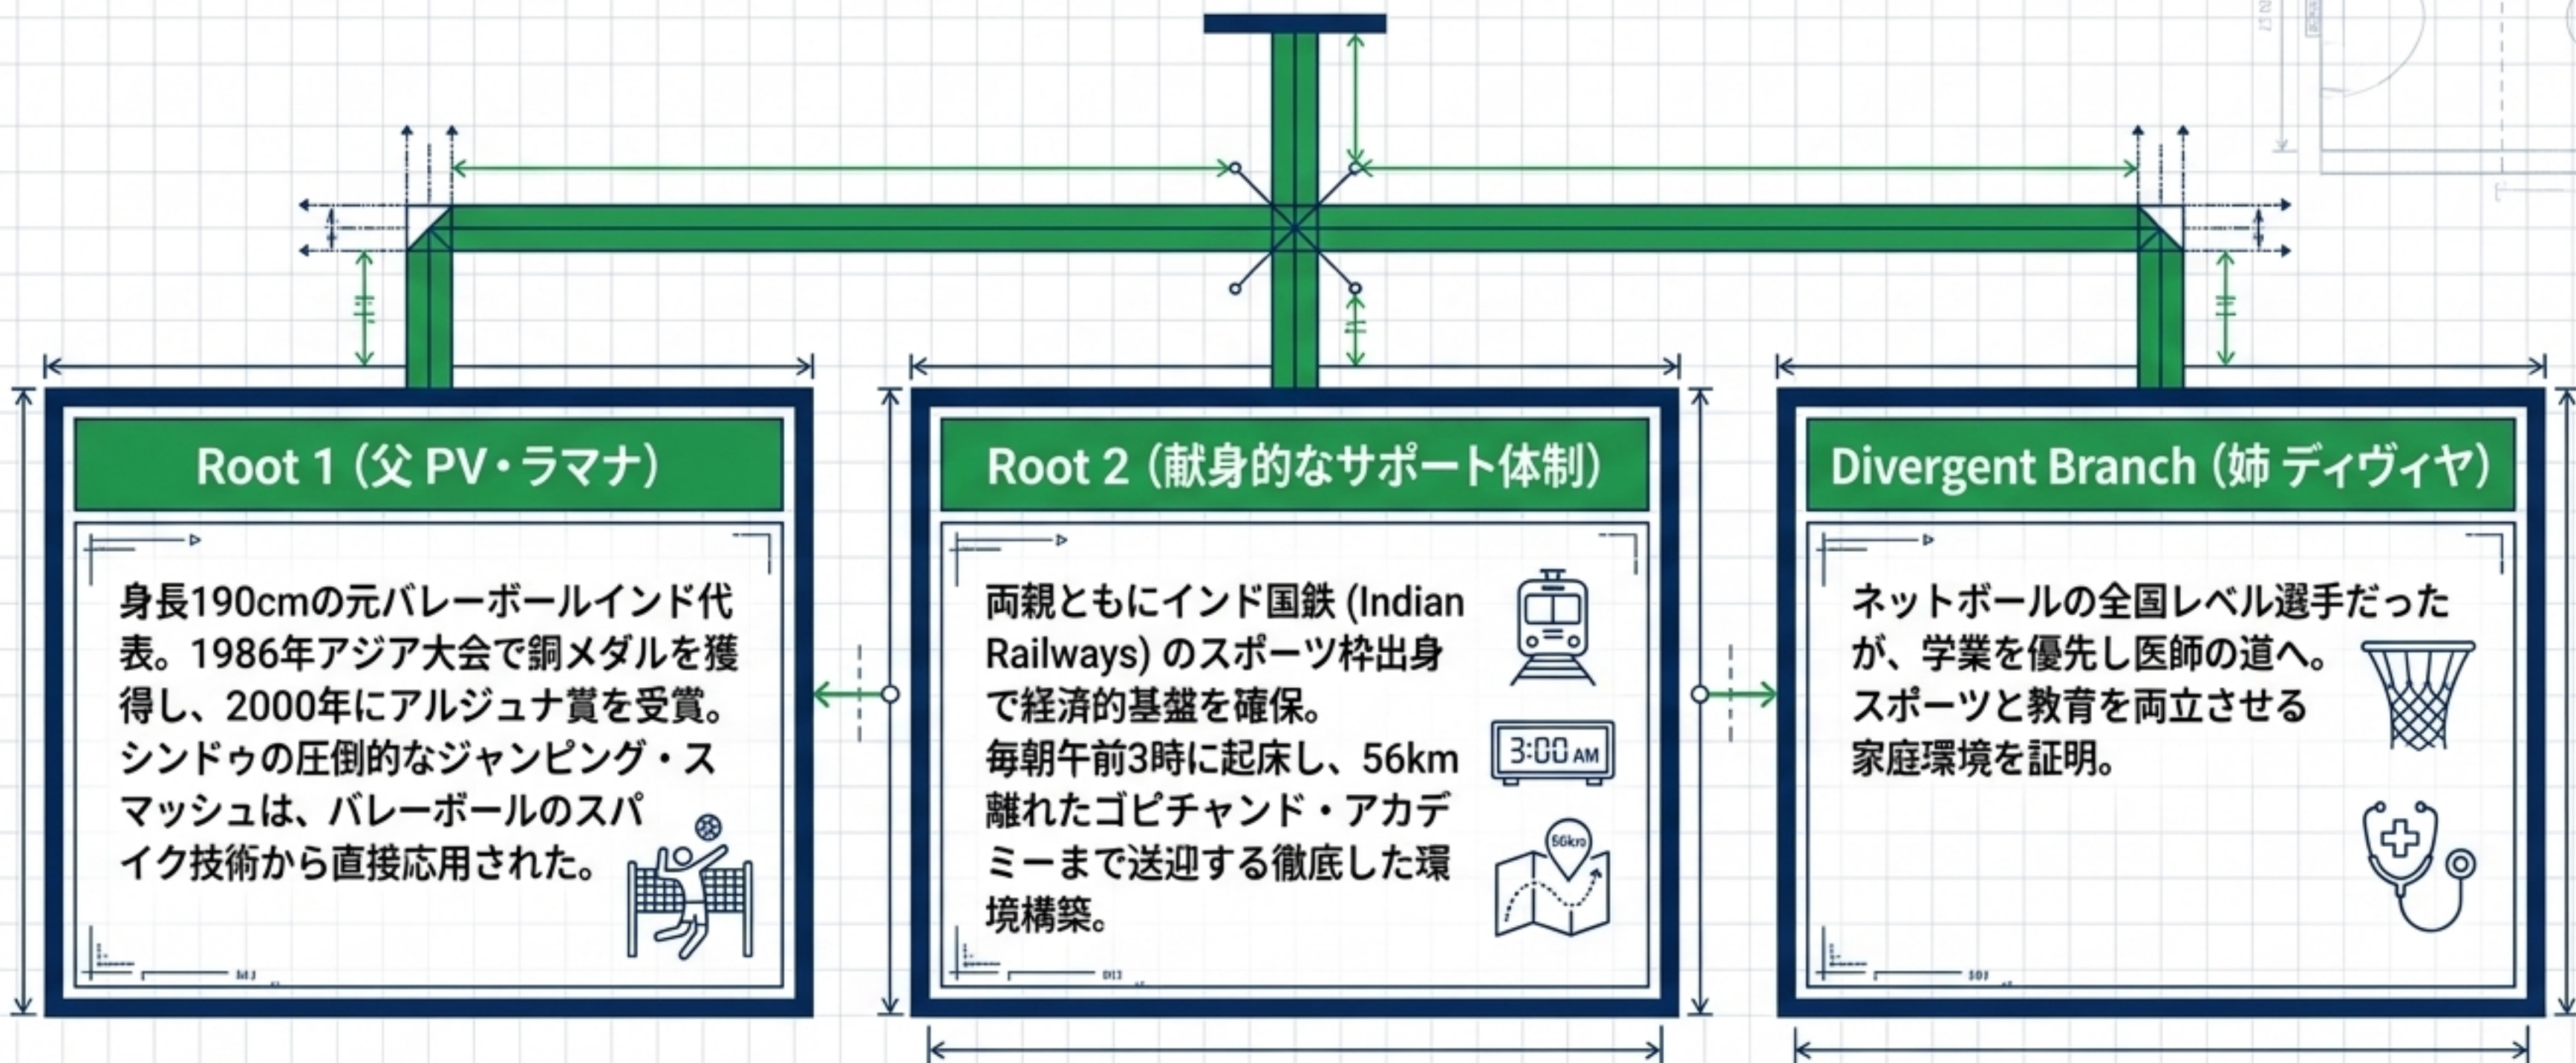 Root 1（父 PV・ラマナ）
身長190cmの元バレーボールインド代
表。1986年アジア大会で銅メダルを獲
得し、2000年にアルジュナ賞を受賞。
シンドゥの圧倒的なジャンピング・ス
マッシュは、バレーボールのスパ
イク技術から直接応用された。
Root 2（献身的なサポート体制）
両親ともにインド国鉄 (Indian
Railways) のスポーツ枠出身
で経済的基盤を確保。
毎朝午前3時に起床し、56km
離れたゴピチャンド・アカデ
ミーまで送迎する徹底した環
境構築。
3:00 AM
56km
Divergent Branch（姉 ディヴィヤ）
ネットボールの全国レベル選手だった
が、学業を優先し医師の道へ。
スポーツと教育を両立させる
家庭環境を証明。